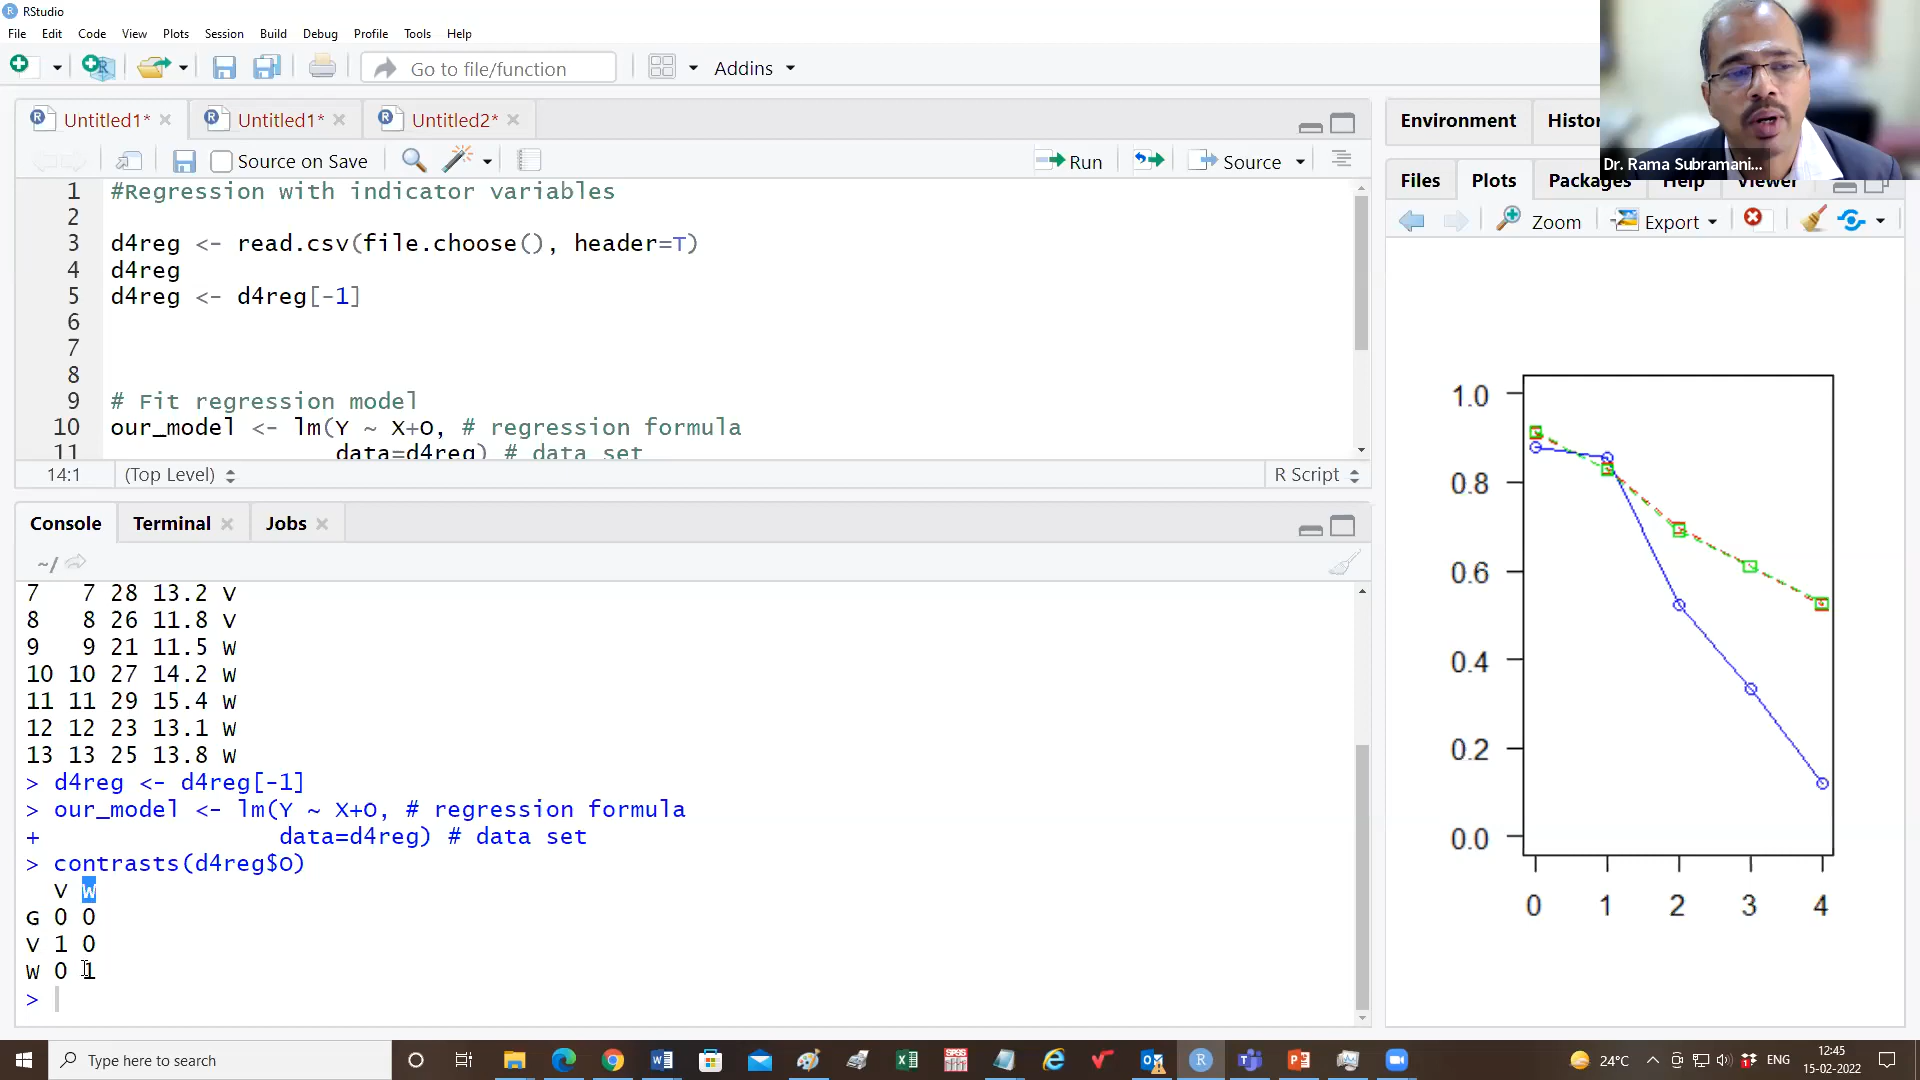 RStudio
File Edit Code View Plots Session Build Debug Profile Tools Help
Go to file/function Addins
Untitled1* Untitled1* Untitled2*
Source on Save Run Source
1 #Regression with indicator variables
2
3 d4reg <- read.csv(file.choose(), header=T)
4 d4reg
5 d4reg <- d4reg[-1]
6
7
8
9 # Fit regression model
10 our_model <- lm(Y ~ X+O, # regression formula
11 data=d4reg) # data set
14:1 (Top Level) R Script
Console Terminal Jobs
~/
7 7 28 13.2 V
8 8 26 11.8 V
9 9 21 11.5 W
10 10 27 14.2 W
11 11 29 15.4 W
12 12 23 13.1 W
13 13 25 13.8 W
> d4reg <- d4reg[-1]
> our_model <- lm(Y ~ X+O, # regression formula
+ data=d4reg) # data set
> contrasts(d4reg$O)
V W
G 0 0
V 1 0
W 0 1
>
Environment Histor
Dr. Rama Subramani...
Files Plots Packages Help Viewer
Zoom Export
1.0
0.8
0.6
0.4
0.2
0.0
0 1 2 3 4
Type here to search
24°C ENG 12:45
15-02-2022